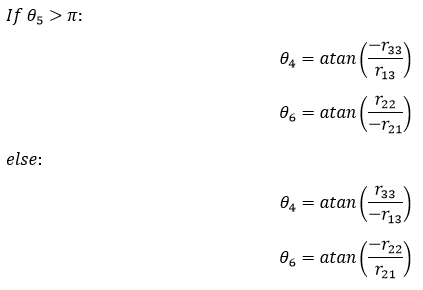 If θ₅ > π:
θ₄ = atan(−r₃₃/r₁₃)
θ₆ = atan(r₂₂/−r₂₁)
else:
θ₄ = atan(r₃₃/−r₁₃)
θ₆ = atan(−r₂₂/r₂₁)